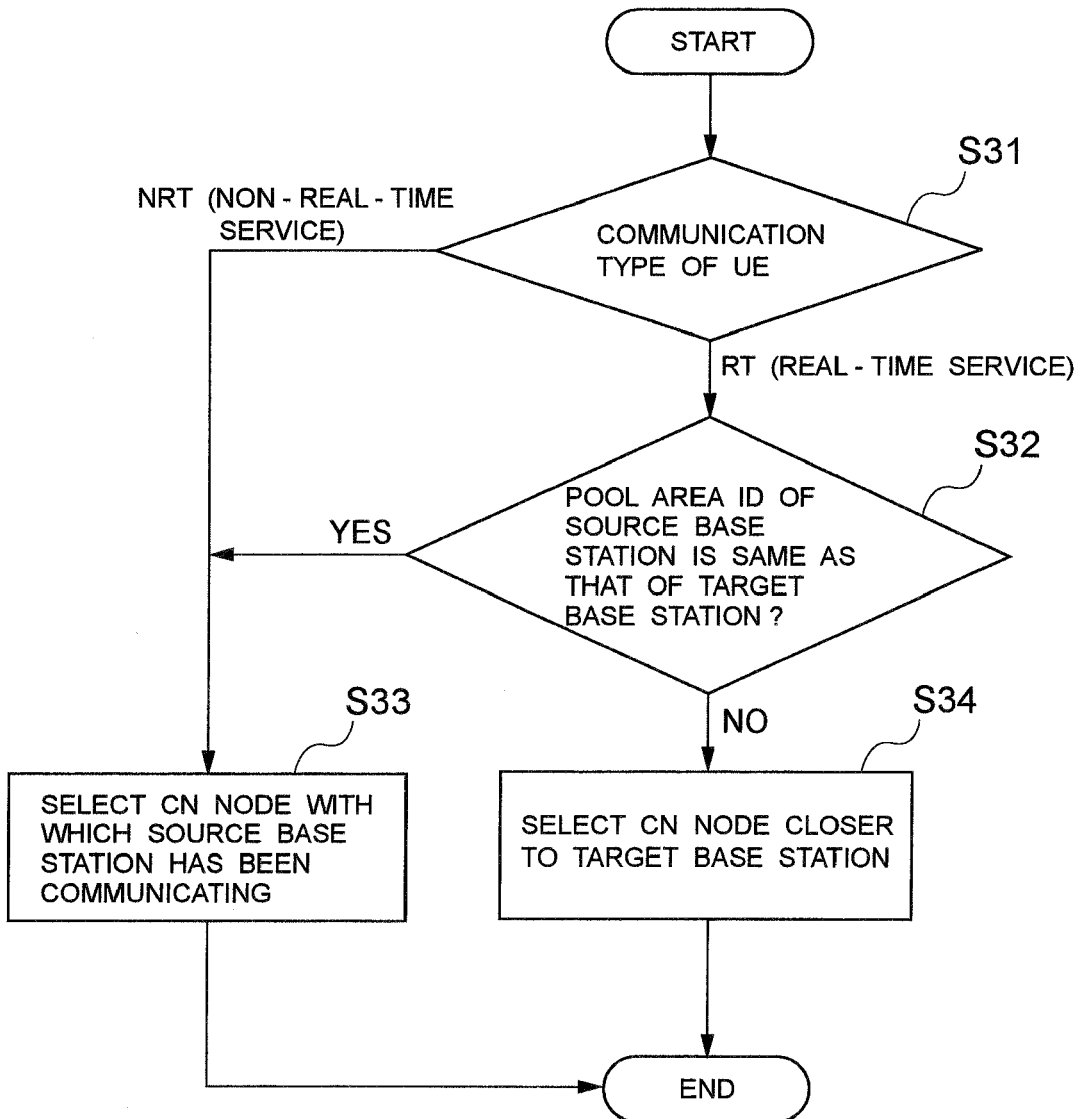 START
S31
NRT (NON - REAL - TIME
SERVICE)
COMMUNICATION
TYPE OF UE
RT (REAL - TIME SERVICE)
S32
POOL AREA ID OF
SOURCE BASE
STATION IS SAME AS
THAT OF TARGET
BASE STATION ?
YES
NO
S33
S34
SELECT CN NODE WITH
WHICH SOURCE BASE
STATION HAS BEEN
COMMUNICATING
SELECT CN NODE CLOSER
TO TARGET BASE STATION
END